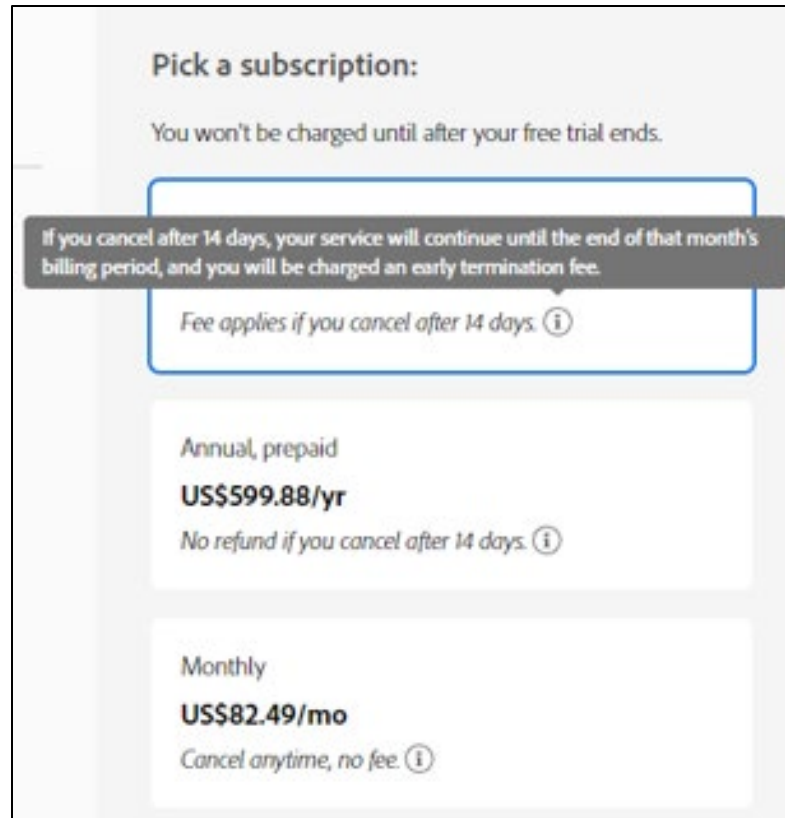 Pick a subscription:
You won't be charged until after your free trial ends.
If you cancel after 14 days, your service will continue until the end of that month's
billing period, and you will be charged an early termination fee.
Fee applies if you cancel after 14 days.
Annual, prepaid
US$599.88/yr
No refund if you cancel after 14 days.
Monthly
US$82.49/mo
Cancel anytime, no fee.